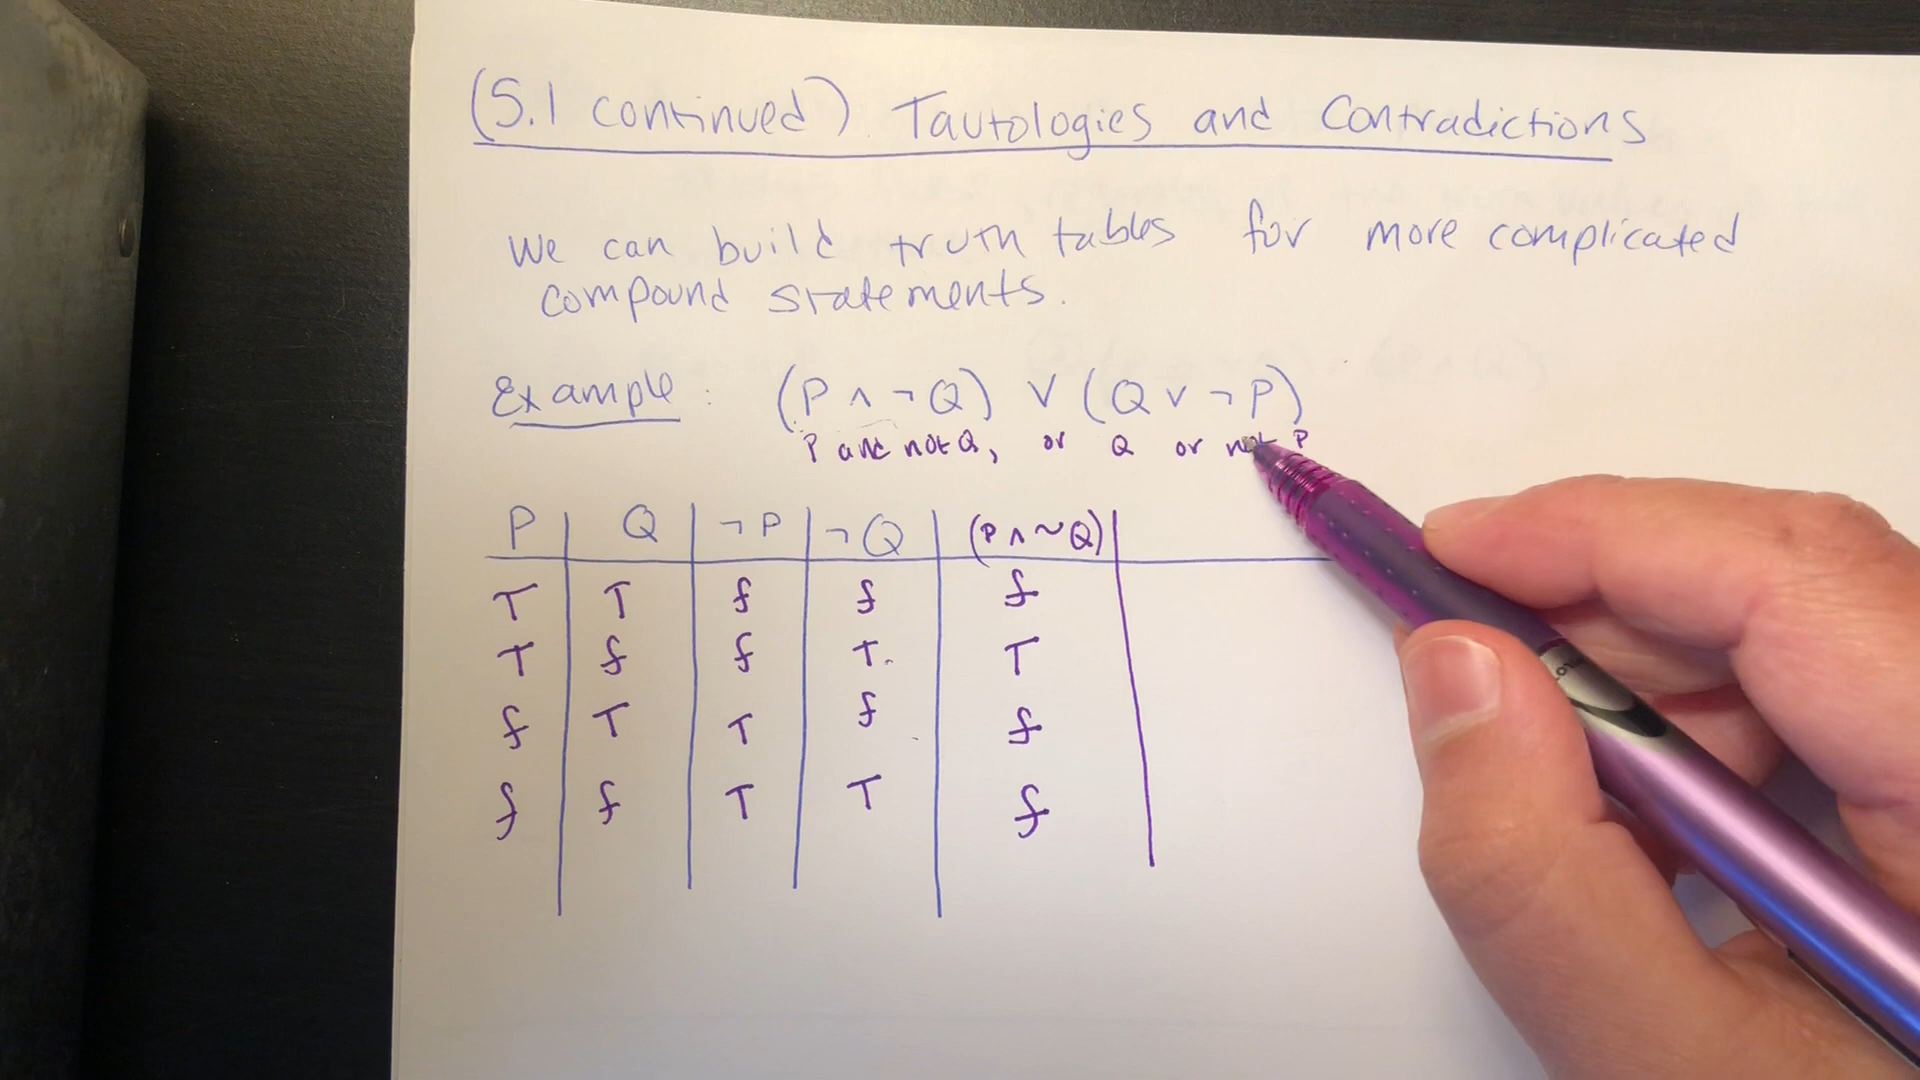 (5.1 continued). Tautologies and Contradictions
We can build truth tables for more complicated
compound statements.
Example: (P ∧ ¬Q) ∨ (Q ∨ ¬P)
P and not Q, or Q or not P
P Q ¬P ¬Q (P ∧ ~Q)
T T f f f
T f f T. T
f T T f f
f f T T f